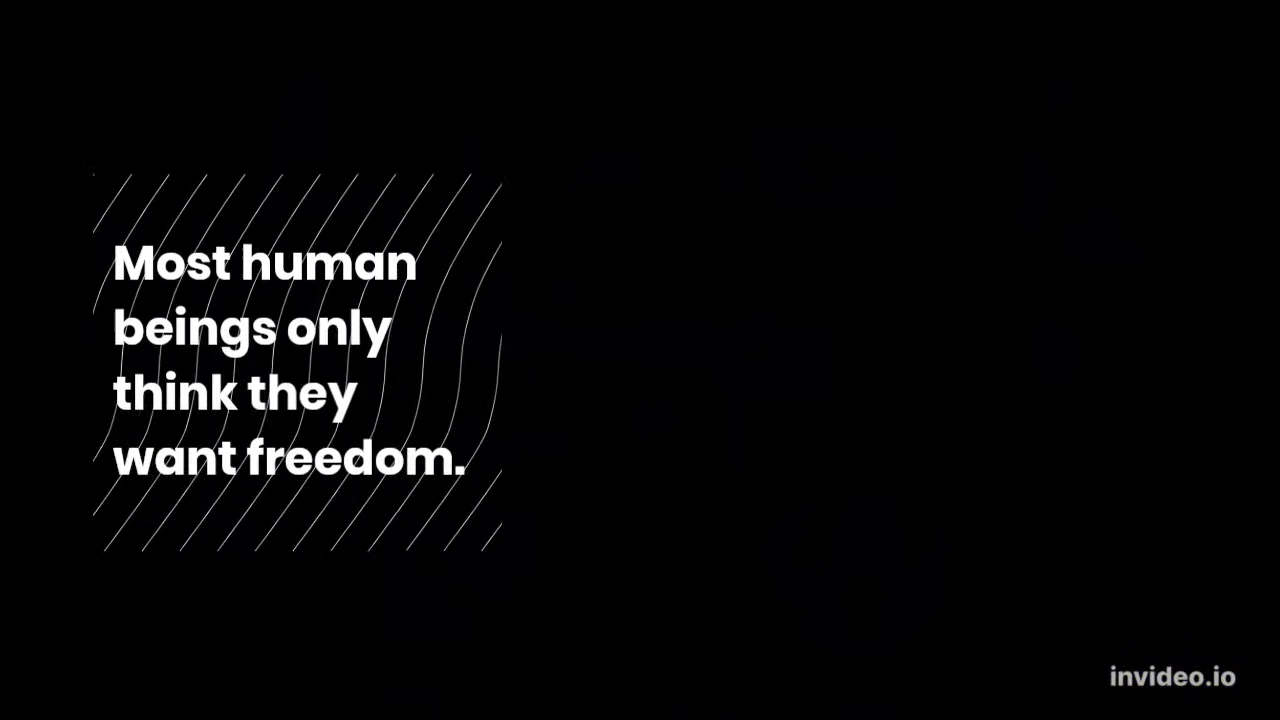 Most human
beings only
think they
want freedom.
invideo.io